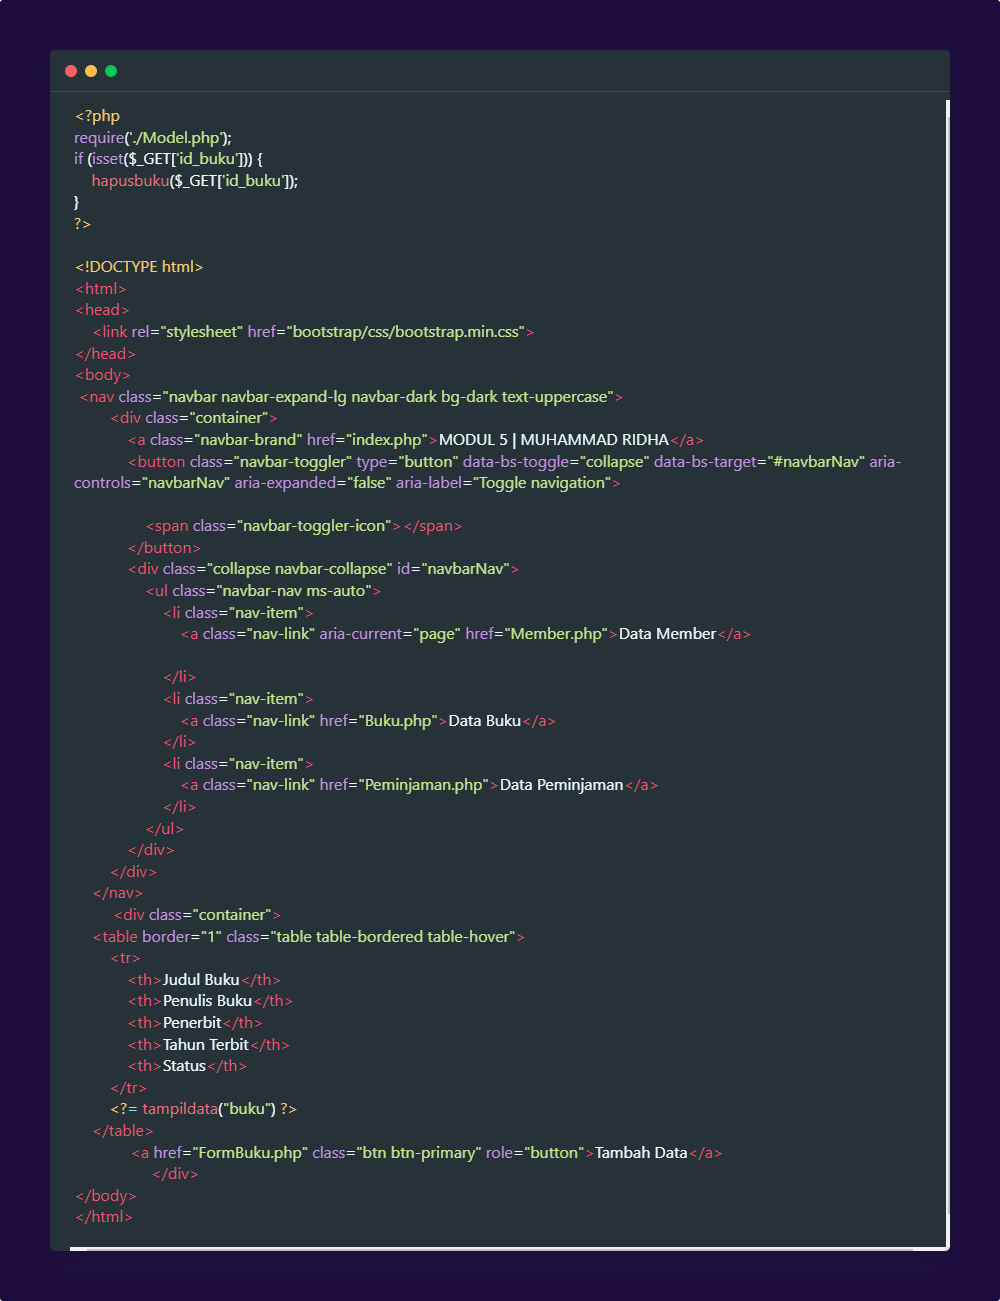 <?php
require('./Model.php');
if (isset($_GET['id_buku'])) {
    hapusbuku($_GET['id_buku']);
}
?>

<!DOCTYPE html>
<html>
<head>
    <link rel="stylesheet" href="bootstrap/css/bootstrap.min.css">
</head>
<body>
 <nav class="navbar navbar-expand-lg navbar-dark bg-dark text-uppercase">
        <div class="container">
            <a class="navbar-brand" href="index.php">MODUL 5 | MUHAMMAD RIDHA</a>
            <button class="navbar-toggler" type="button" data-bs-toggle="collapse" data-bs-target="#navbarNav" aria-
controls="navbarNav" aria-expanded="false" aria-label="Toggle navigation">

                <span class="navbar-toggler-icon"></span>
            </button>
            <div class="collapse navbar-collapse" id="navbarNav">
                <ul class="navbar-nav ms-auto">
                    <li class="nav-item">
                        <a class="nav-link" aria-current="page" href="Member.php">Data Member</a>

                    </li>
                    <li class="nav-item">
                        <a class="nav-link" href="Buku.php">Data Buku</a>
                    </li>
                    <li class="nav-item">
                        <a class="nav-link" href="Peminjaman.php">Data Peminjaman</a>
                    </li>
                </ul>
            </div>
        </div>
    </nav>
         <div class="container">
    <table border="1" class="table table-bordered table-hover">
        <tr>
            <th>Judul Buku</th>
            <th>Penulis Buku</th>
            <th>Penerbit</th>
            <th>Tahun Terbit</th>
            <th>Status</th>
        </tr>
        <?= tampildata("buku") ?>
    </table>
             <a href="FormBuku.php" class="btn btn-primary" role="button">Tambah Data</a>
                  </div>
</body>
</html>